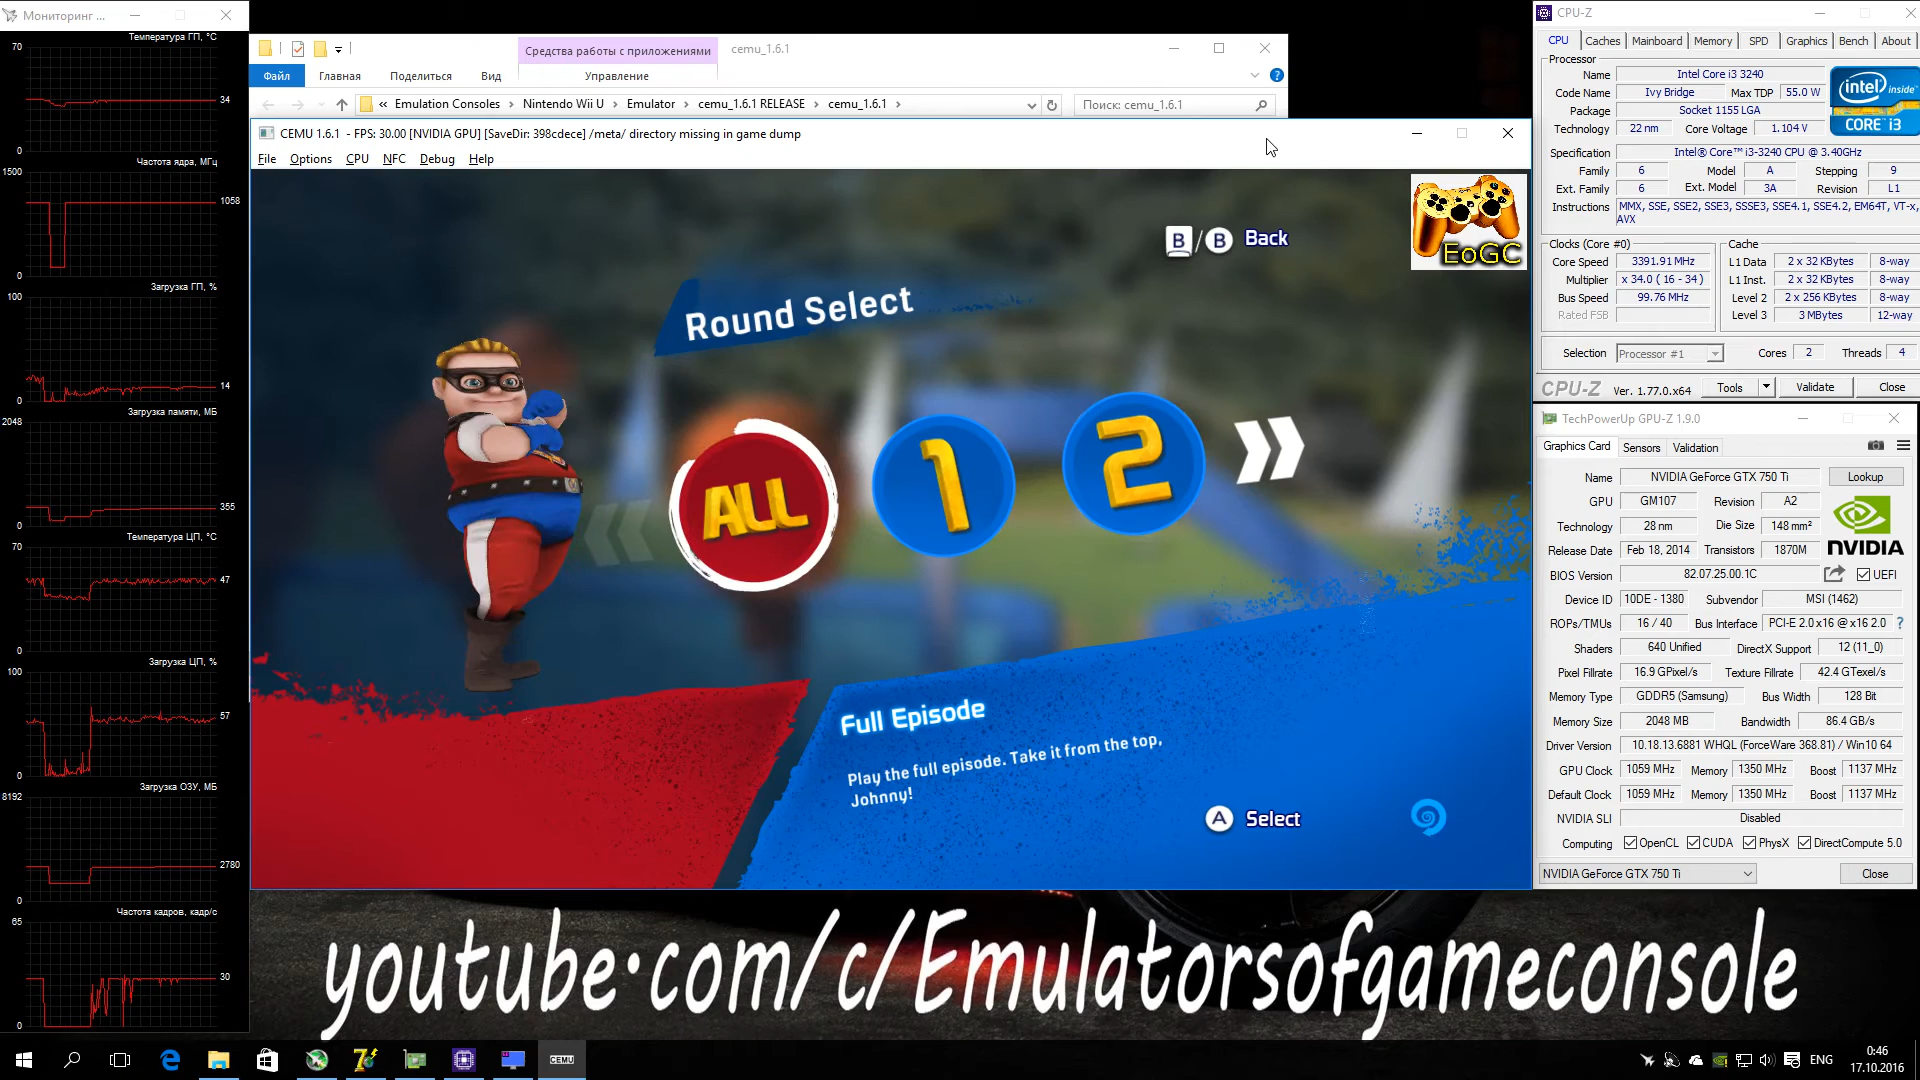 Мониторинг ...
Температура ГП, °C
70
34
0
Частота ядра, МГц
1500
1058
0
Загрузка ГП, %
100
14
0
Загрузка памяти, МБ
2048
355
0
Температура ЦП, °C
70
47
0
Загрузка ЦП, %
100
57
0
Загрузка ОЗУ, МБ
8192
2780
0
Частота кадров, кадр/с
65
30
0
Средства работы с приложениями
cemu_1.6.1
Файл Главная Поделиться Вид Управление
« Emulation Consoles › Nintendo Wii U › Emulator › cemu_1.6.1 RELEASE › cemu_1.6.1 ›
Поиск: cemu_1.6.1
CEMU 1.6.1 - FPS: 30.00 [NVIDIA GPU] [SaveDir: 398cdece] /meta/ directory missing in game dump
File Options CPU NFC Debug Help
EoGC
B / B Back
Round Select
ALL 1 2
Full Episode
Play the full episode. Take it from the top,
Johnny!
A Select
CPU-Z
CPU Caches Mainboard Memory SPD Graphics Bench About
Processor
Name Intel Core i3 3240
Code Name Ivy Bridge Max TDP 55.0 W
Package Socket 1155 LGA
Technology 22 nm Core Voltage 1.104 V
intel inside™
CORE i3
Specification Intel® Core™ i3-3240 CPU @ 3.40GHz
Family 6 Model A Stepping 9
Ext. Family 6 Ext. Model 3A Revision L1
Instructions MMX, SSE, SSE2, SSE3, SSSE3, SSE4.1, SSE4.2, EM64T, VT-x,
AVX
Clocks (Core #0)
Core Speed 3391.91 MHz
Multiplier x 34.0 ( 16 - 34 )
Bus Speed 99.76 MHz
Rated FSB
Cache
L1 Data 2 x 32 KBytes 8-way
L1 Inst. 2 x 32 KBytes 8-way
Level 2 2 x 256 KBytes 8-way
Level 3 3 MBytes 12-way
Selection Processor #1 Cores 2 Threads 4
CPU-Z Ver. 1.77.0.x64 Tools Validate Close
TechPowerUp GPU-Z 1.9.0
Graphics Card Sensors Validation
Name NVIDIA GeForce GTX 750 Ti Lookup
GPU GM107 Revision A2
Technology 28 nm Die Size 148 mm²
Release Date Feb 18, 2014 Transistors 1870M
NVIDIA
BIOS Version 82.07.25.00.1C UEFI
Device ID 10DE - 1380 Subvendor MSI (1462)
ROPs/TMUs 16 / 40 Bus Interface PCI-E 2.0 x16 @ x16 2.0 ?
Shaders 640 Unified DirectX Support 12 (11_0)
Pixel Fillrate 16.9 GPixel/s Texture Fillrate 42.4 GTexel/s
Memory Type GDDR5 (Samsung) Bus Width 128 Bit
Memory Size 2048 MB Bandwidth 86.4 GB/s
Driver Version 10.18.13.6881 WHQL (ForceWare 368.81) / Win10 64
GPU Clock 1059 MHz Memory 1350 MHz Boost 1137 MHz
Default Clock 1059 MHz Memory 1350 MHz Boost 1137 MHz
NVIDIA SLI Disabled
Computing OpenCL CUDA PhysX DirectCompute 5.0
NVIDIA GeForce GTX 750 Ti Close
youtube.com/c/Emulatorsofgameconsole
CEMU
ENG
0:46
17.10.2016